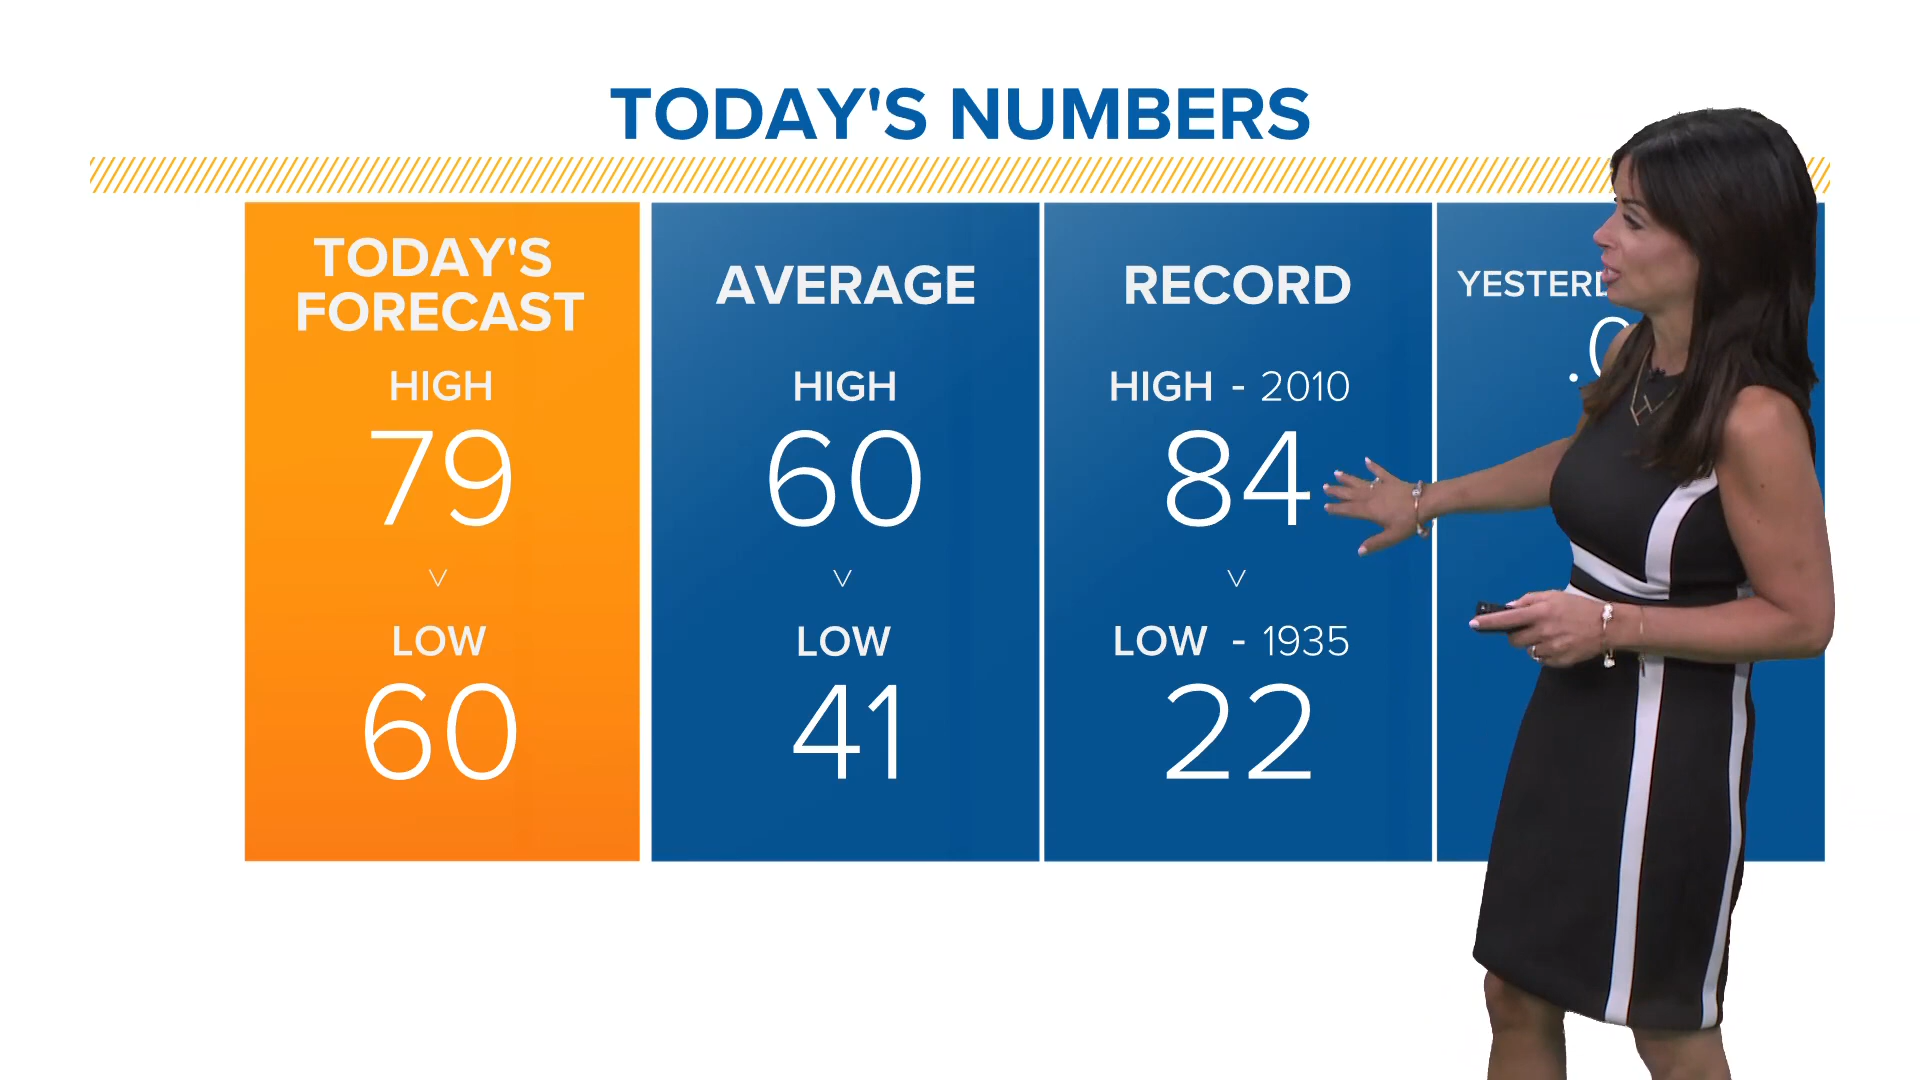 TODAY'S NUMBERS
TODAY'S
FORECAST
HIGH
79
LOW
60
AVERAGE
HIGH
60
LOW
41
RECORD
HIGH - 2010
84
LOW - 1935
22